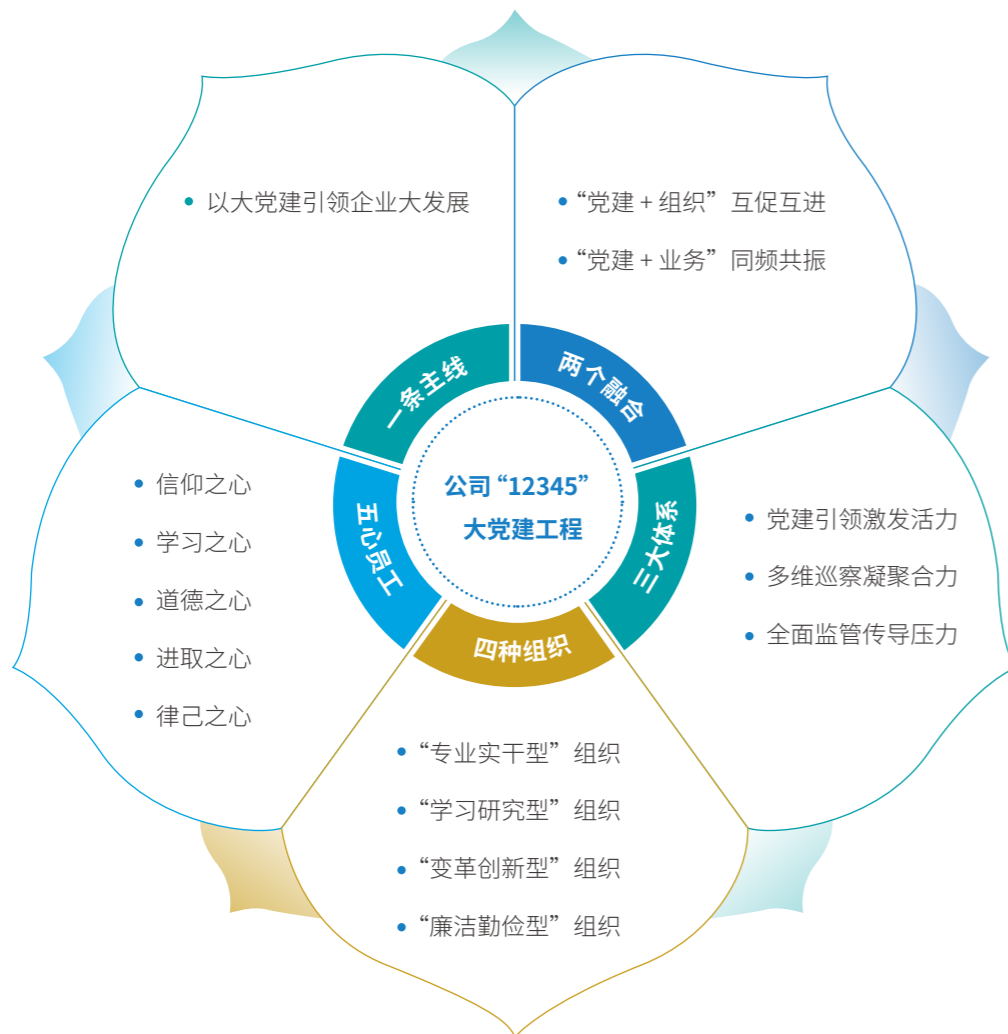 以大党建引领企业大发展
“党建 + 组织”互促互进
“党建 + 业务”同频共振
一条主线
两个融合
公司“12345”
大党建工程
五心员工
三大体系
四种组织
信仰之心
学习之心
道德之心
进取之心
律己之心
党建引领激发活力
多维巡察凝聚合力
全面监管传导压力
“专业实干型”组织
“学习研究型”组织
“变革创新型”组织
“廉洁勤俭型”组织